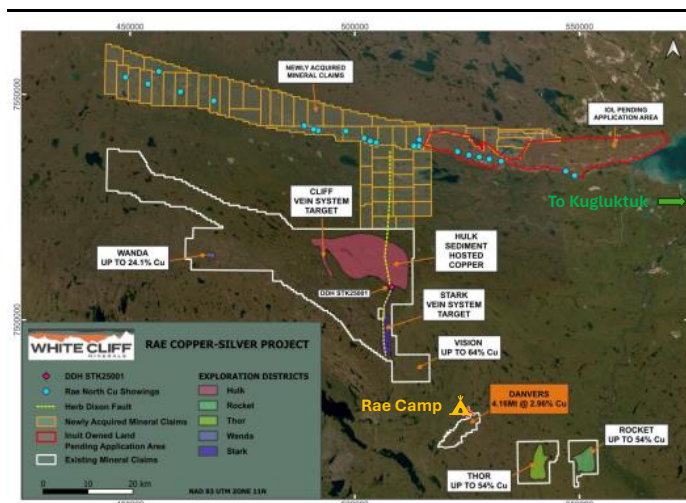 450000
500000
550000
7550000
7550000
NEWLY ACQUIRED
MINERAL CLAIMS
IOL PENDING
APPLICATION AREA
To Kugluktuk
CLIFF
VEIN SYSTEM
TARGET
WANDA
UP TO 24.1% Cu
HULK
SEDIMENT
HOSTED
COPPER
DDH STK25001
STARK
VEIN SYSTEM
TARGET
7500000
7500000
VISION
UP TO 64% Cu
Rae Camp
DANVERS
4.16Mt @ 2.96% Cu
ROCKET
UP TO 54% Cu
THOR
UP TO 54% Cu
WHITE CLIFF
MINERALS
RAE COPPER-SILVER PROJECT
DDH STK25001
Rae North Cu Showings
Herb Dixon Fault
Newly Acquired Mineral Claims
Inuit Owned Land
Pending Application Area
Existing Mineral Claims
EXPLORATION DISTRICTS
Hulk
Rocket
Thor
Wanda
Stark
0
10
20 km
NAD 83 UTM ZONE 11N